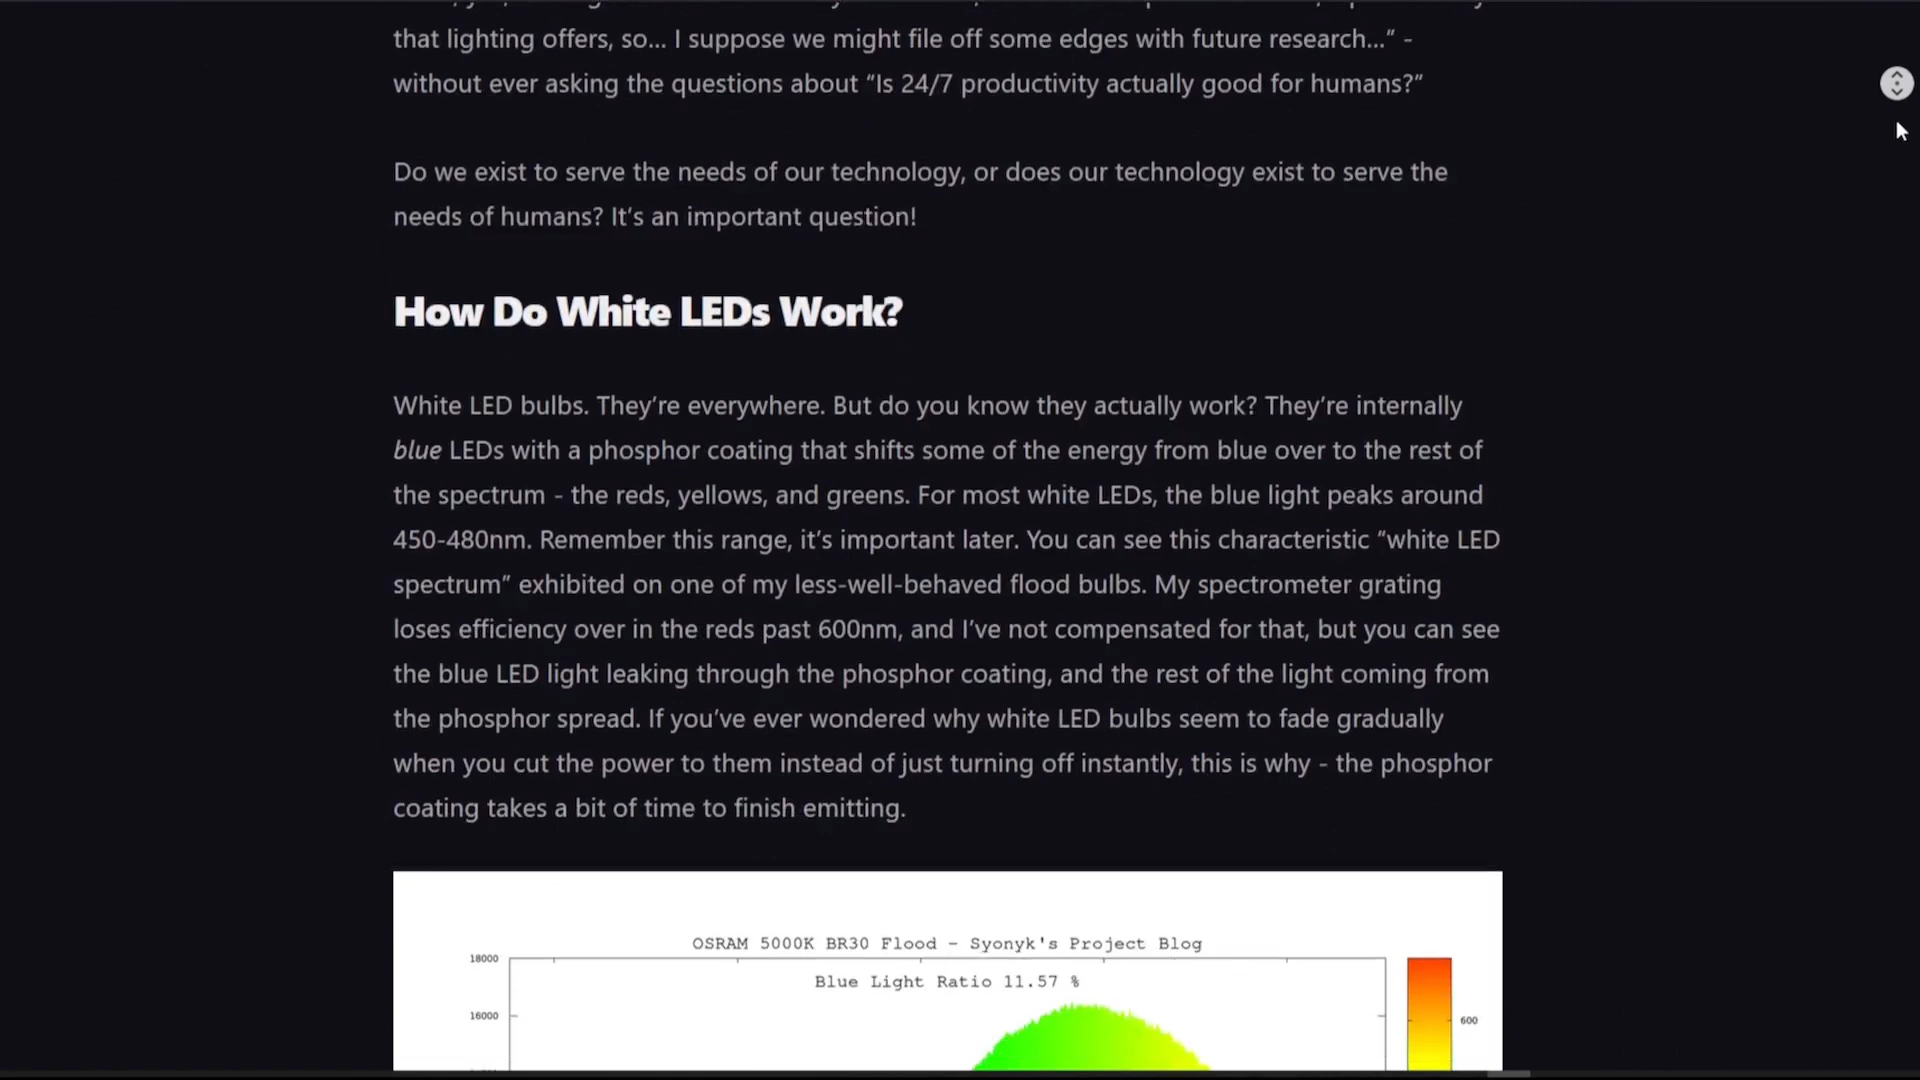 that lighting offers, so… I suppose we might file off some edges with future research…” -
without ever asking the questions about “Is 24/7 productivity actually good for humans?”
Do we exist to serve the needs of our technology, or does our technology exist to serve the
needs of humans? It’s an important question!
How Do White LEDs Work?
White LED bulbs. They’re everywhere. But do you know they actually work? They’re internally
blue LEDs with a phosphor coating that shifts some of the energy from blue over to the rest of
the spectrum - the reds, yellows, and greens. For most white LEDs, the blue light peaks around
450-480nm. Remember this range, it’s important later. You can see this characteristic “white LED
spectrum” exhibited on one of my less-well-behaved flood bulbs. My spectrometer grating
loses efficiency over in the reds past 600nm, and I’ve not compensated for that, but you can see
the blue LED light leaking through the phosphor coating, and the rest of the light coming from
the phosphor spread. If you’ve ever wondered why white LED bulbs seem to fade gradually
when you cut the power to them instead of just turning off instantly, this is why - the phosphor
coating takes a bit of time to finish emitting.
OSRAM 5000K BR30 Flood - Syonyk's Project Blog
18000
Blue Light Ratio 11.57 %
16000
600